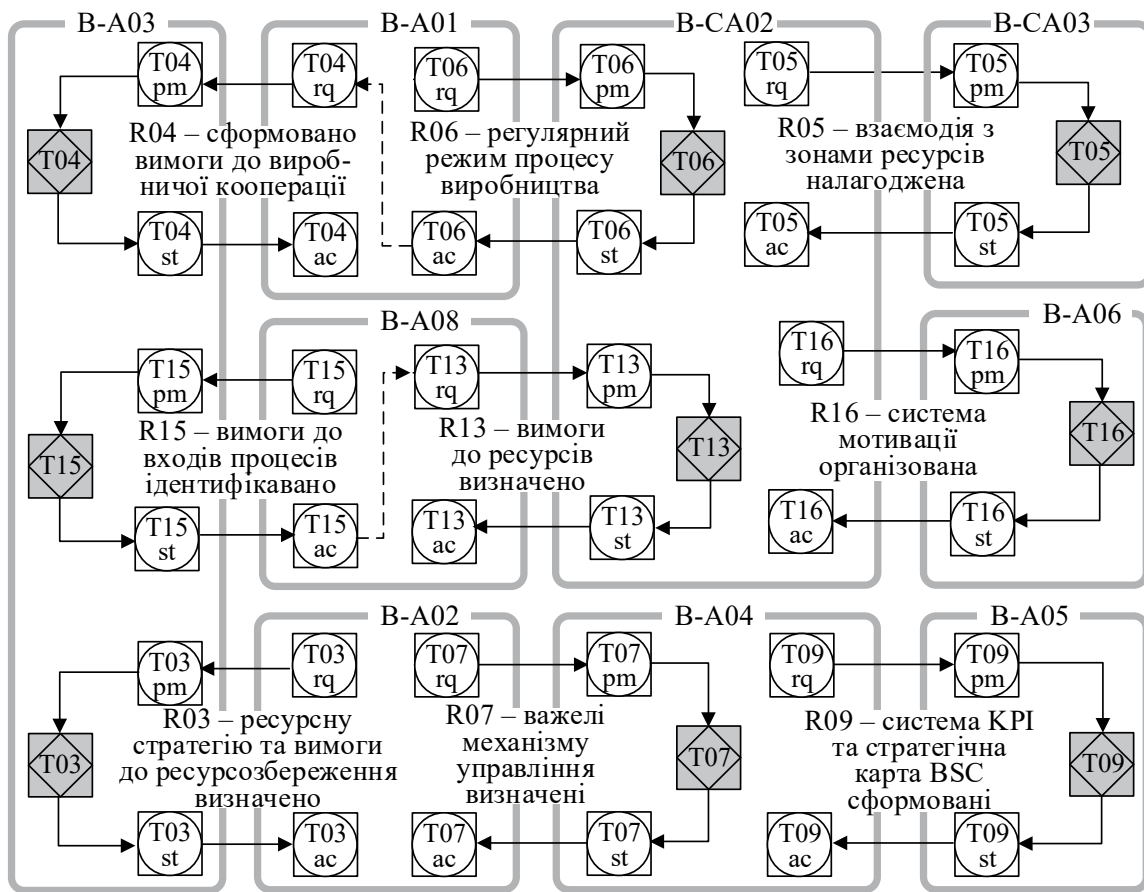 B-A03
B-A01
B-CA02
B-CA03
T04
pm
T04
rq
T06
rq
T06
pm
T05
rq
T05
pm
T04
R04 – сформовано
вимоги до вироб-
ничої кооперації
R06 – регулярний
режим процесу
виробництва
T06
R05 – взаємодія з
зонами ресурсів
налагоджена
T05
T04
st
T04
ac
T06
ac
T06
st
T05
ac
T05
st
B-A08
B-A06
T15
pm
T15
rq
T13
rq
T13
pm
T16
rq
T16
pm
T15
R15 – вимоги до
входів процесів
ідентифікавано
R13 – вимоги
до ресурсів
визначено
T13
R16 – система
мотивації
організована
T16
T15
st
T15
ac
T13
ac
T13
st
T16
ac
T16
st
B-A02
B-A04
B-A05
T03
pm
T03
rq
T07
rq
T07
pm
T09
rq
T09
pm
T03
R03 – ресурсну
стратегію та вимоги
до ресурсозбереження
визначено
R07 – важелі
механізму
управління
визначені
T07
R09 – система KPI
та стратегічна
карта BSC
сформовані
T09
T03
st
T03
ac
T07
ac
T07
st
T09
ac
T09
st